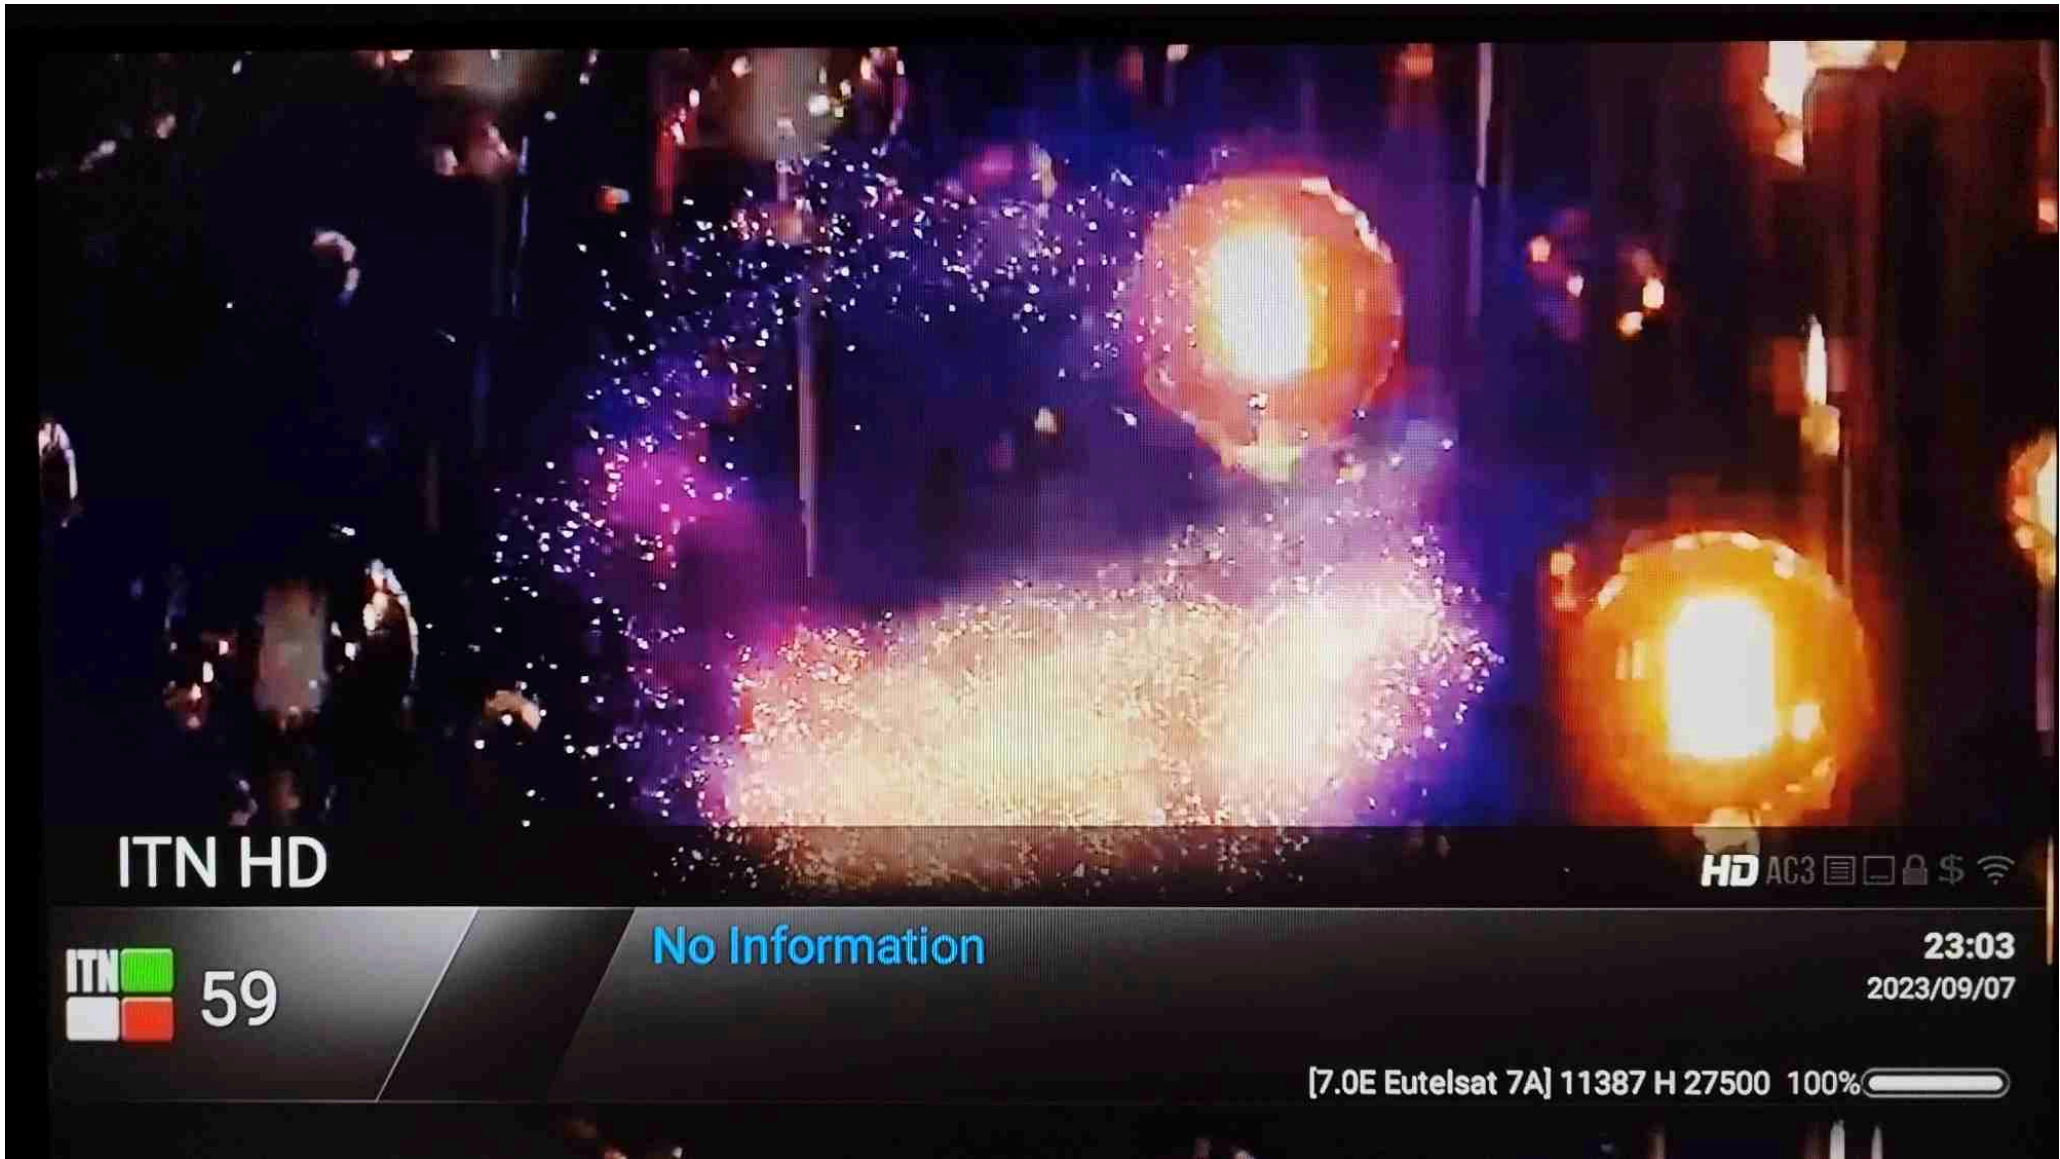 ITN HD
HD AC3 $
ITN
59
No Information
23:03
2023/09/07
[7.0E Eutelsat 7A] 11387 H 27500 100%